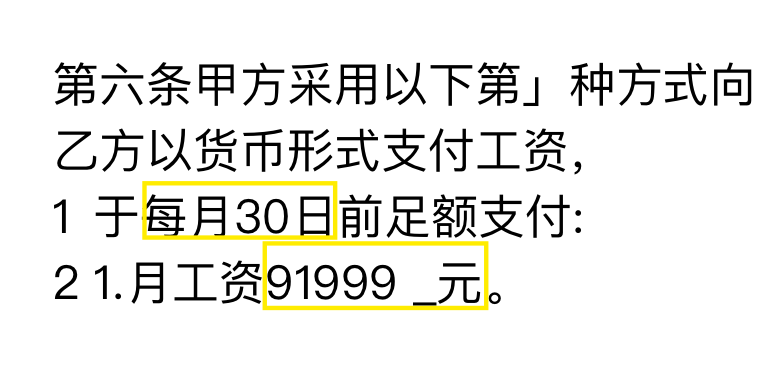 第六条甲方采用以下第」种方式向
乙方以货币形式支付工资，
1 于每月30日前足额支付:
2 1.月工资91999 _元。